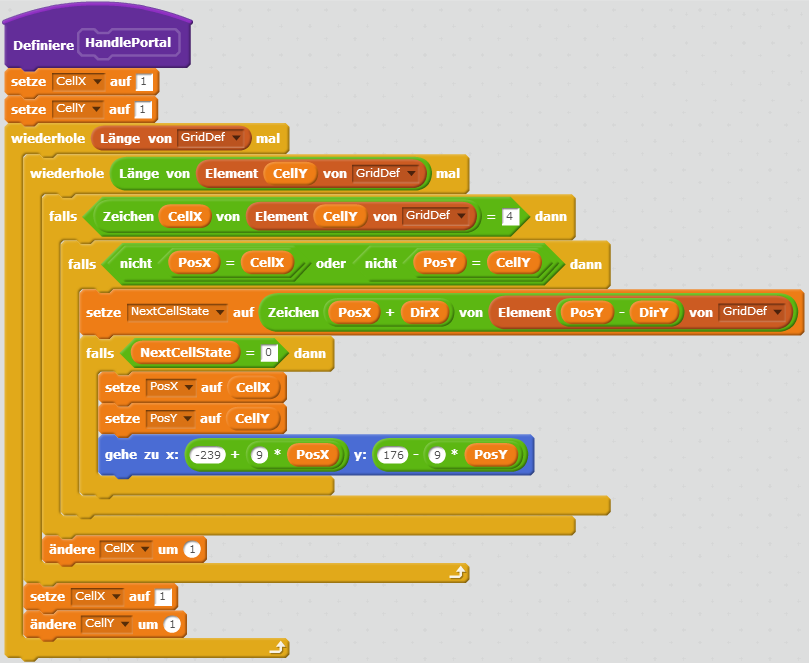 Definiere HandlePortal
setze CellX auf 1
setze CellY auf 1
wiederhole Länge von GridDef mal
wiederhole Länge von Element CellY von GridDef mal
falls Zeichen CellX von Element CellY von GridDef = 4 dann
falls nicht PosX = CellX oder nicht PosY = CellY dann
setze NextCellState auf Zeichen PosX + DirX von Element PosY - DirY von GridDef
falls NextCellState = 0 dann
setze PosX auf CellX
setze PosY auf CellY
gehe zu x: -239 + 9 * PosX y: 176 - 9 * PosY
ändere CellX um 1
setze CellX auf 1
ändere CellY um 1